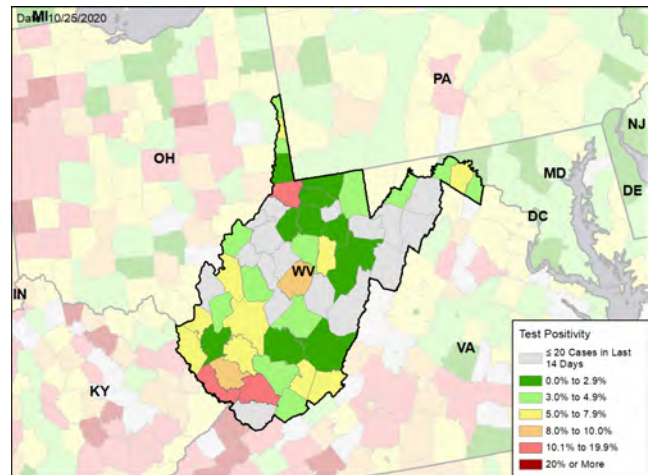 Date: 10/25/2020
MI
PA
NJ
OH
MD
DE
DC
IN
WV
VA
KY
Test Positivity
≤ 20 Cases in Last
14 Days
0.0% to 2.9%
3.0% to 4.9%
5.0% to 7.9%
8.0% to 10.0%
10.1% to 19.9%
20% or More